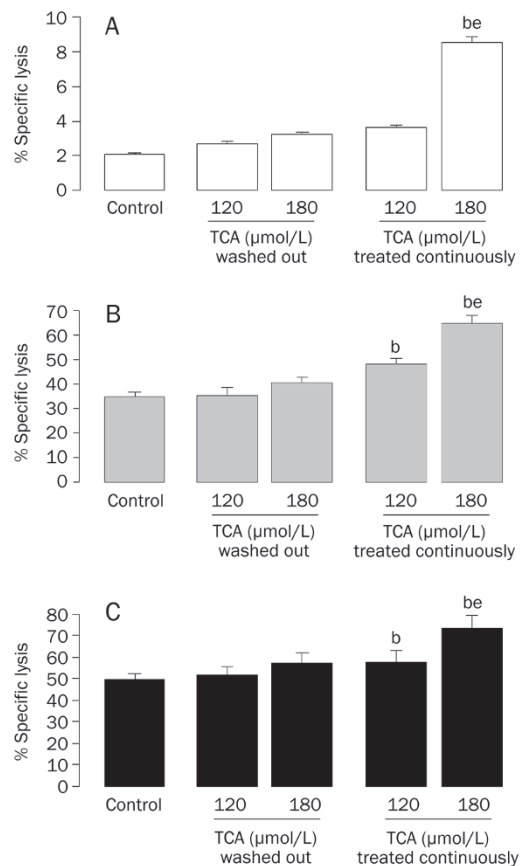 A
be
% Specific lysis
10
8
6
4
2
0
Control
120
180
120
180
TCA (µmol/L)
washed out
TCA (µmol/L)
treated continuously
B
be
b
% Specific lysis
70
60
50
40
30
20
10
0
Control
120
180
120
180
TCA (µmol/L)
washed out
TCA (µmol/L)
treated continuously
C
be
b
% Specific lysis
80
70
60
50
40
30
20
10
0
Control
120
180
120
180
TCA (µmol/L)
washed out
TCA (µmol/L)
treated continuously